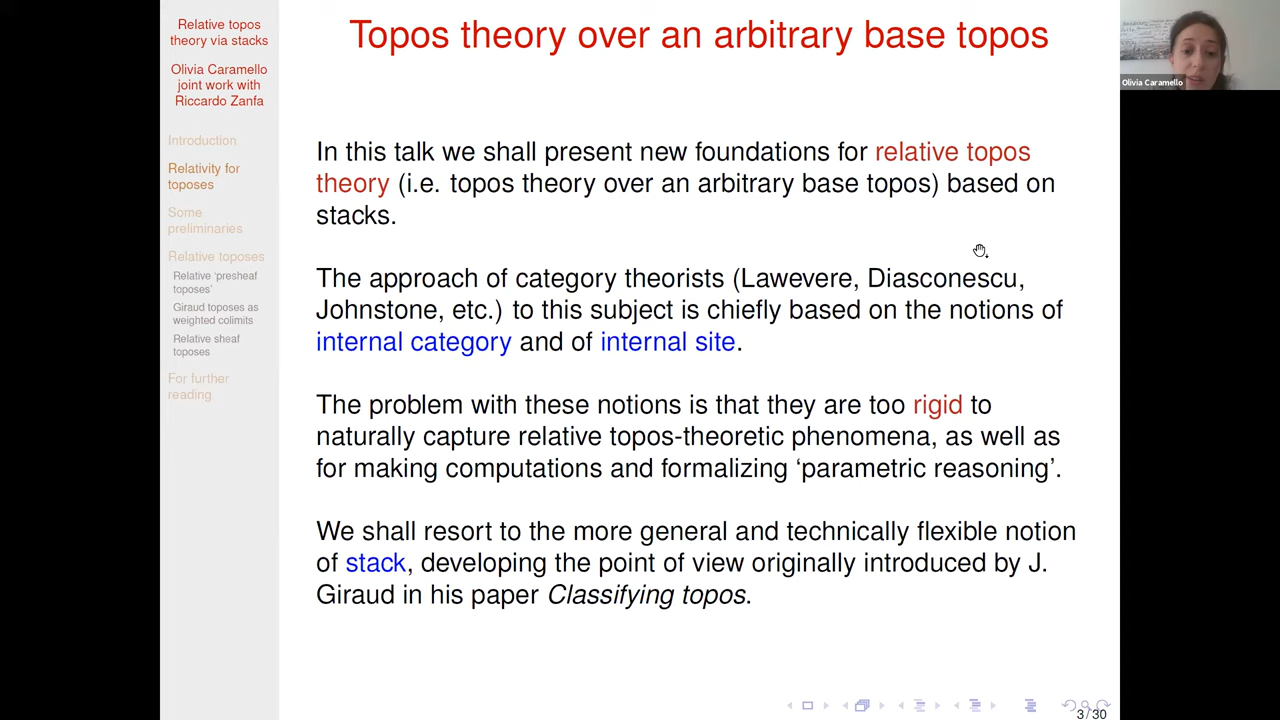 Relative topos
theory via stacks
Olivia Caramello
joint work with
Riccardo Zanfa
Introduction
Relativity for
toposes
Some
preliminaries
Relative toposes
Relative ‘presheaf
toposes’
Giraud toposes as
weighted colimits
Relative sheaf
toposes
For further
reading
Topos theory over an arbitrary base topos
In this talk we shall present new foundations for relative topos
theory (i.e. topos theory over an arbitrary base topos) based on
stacks.
The approach of category theorists (Lawevere, Diasconescu,
Johnstone, etc.) to this subject is chiefly based on the notions of
internal category and of internal site.
The problem with these notions is that they are too rigid to
naturally capture relative topos-theoretic phenomena, as well as
for making computations and formalizing ‘parametric reasoning’.
We shall resort to the more general and technically flexible notion
of stack, developing the point of view originally introduced by J.
Giraud in his paper Classifying topos.
3 / 30
Olivia Caramello